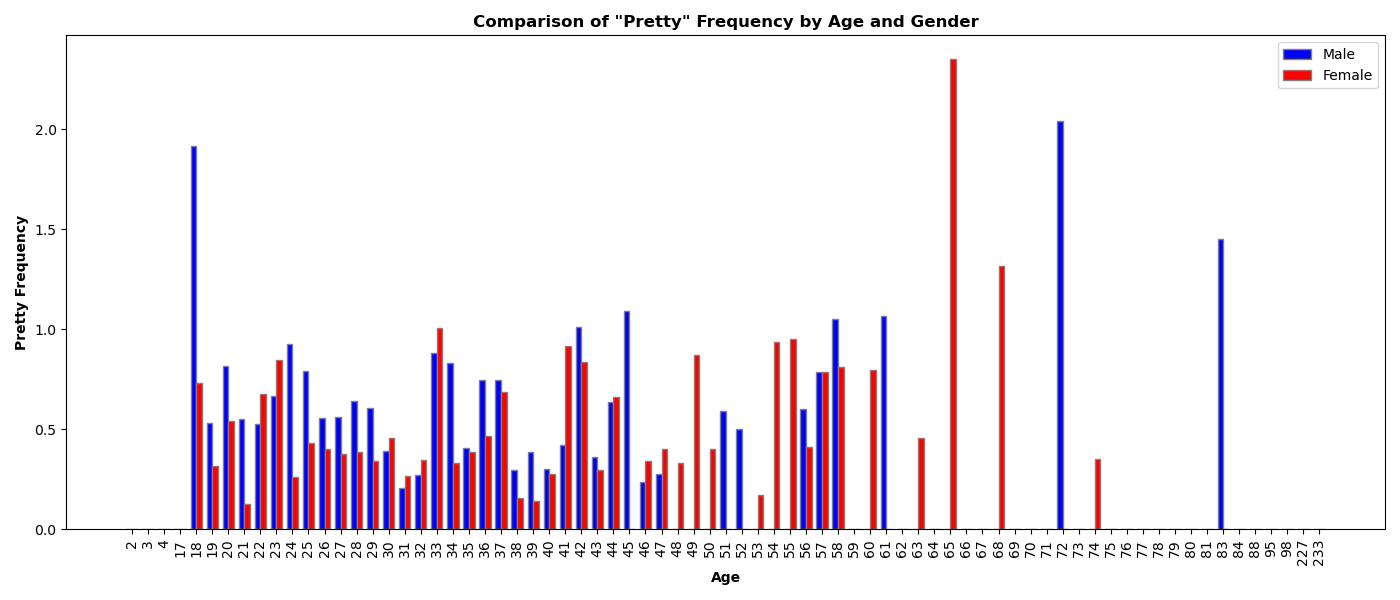 Comparison of "Pretty" Frequency by Age and Gender
Male
Female
Pretty Frequency
2.0
1.5
1.0
0.5
0.0
2 3 4 17 18 19 20 21 22 23 24 25 26 27 28 29 30 31 32 33 34 35 36 37 38 39 40 41 42 43 44 45 46 47 48 49 50 51 52 53 54 55 56 57 58 59 60 61 62 63 64 65 66 67 68 69 70 71 72 73 74 75 76 77 78 79 80 81 83 84 88 95 98 227 233
Age